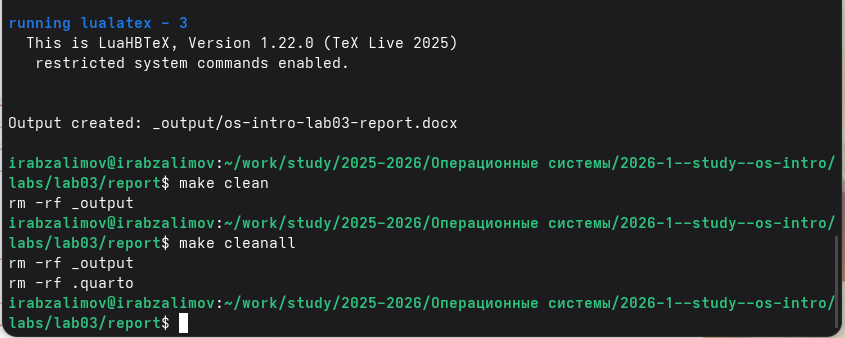 running lualatex - 3
This is LuaHBTeX, Version 1.22.0 (TeX Live 2025)
restricted system commands enabled.
Output created: _output/os-intro-lab03-report.docx
irabzalimov@irabzalimov:~/work/study/2025-2026/Операционные системы/2026-1--study--os-intro/
labs/lab03/report$ make clean
rm -rf _output
irabzalimov@irabzalimov:~/work/study/2025-2026/Операционные системы/2026-1--study--os-intro/
labs/lab03/report$ make cleanall
rm -rf _output
rm -rf .quarto
irabzalimov@irabzalimov:~/work/study/2025-2026/Операционные системы/2026-1--study--os-intro/
labs/lab03/report$